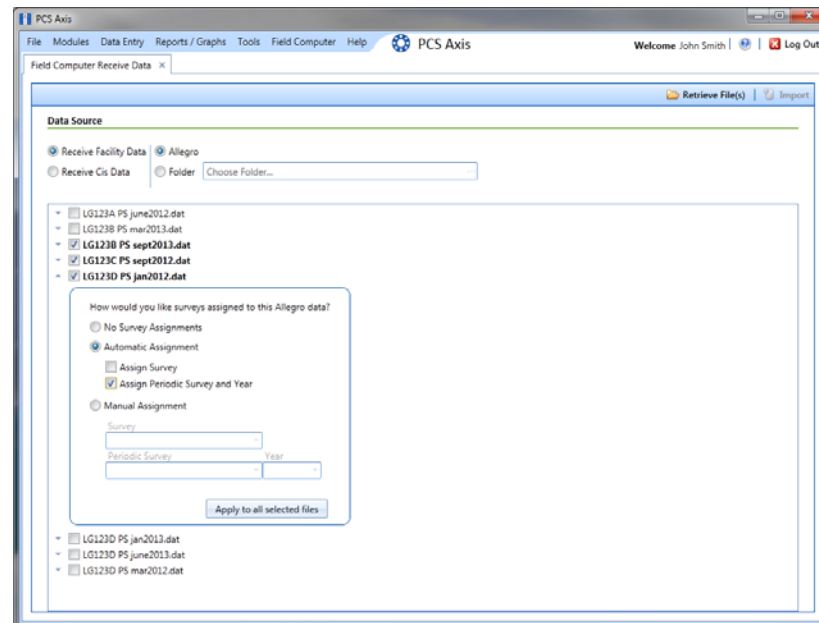 PCS Axis
File Modules Data Entry Reports / Graphs Tools Field Computer Help PCS Axis Welcome John Smith | | Log Out
Field Computer Receive Data ×
Retrieve File(s) | Import
Data Source
Receive Facility Data Allegro
Receive Cis Data Folder Choose Folder...
LG123A PS june2012.dat
LG123B PS mar2013.dat
LG123B PS sept2013.dat
LG123C PS sept2012.dat
LG123D PS jan2012.dat
How would you like surveys assigned to this Allegro data?
No Survey Assignments
Automatic Assignment
Assign Survey
Assign Periodic Survey and Year
Manual Assignment
Survey
Periodic Survey Year
Apply to all selected files
LG123D PS jan2013.dat
LG123D PS june2013.dat
LG123D PS mar2012.dat